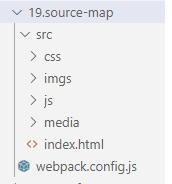 19.source-map
src
css
imgs
js
media
<> index.html
webpack.config.js